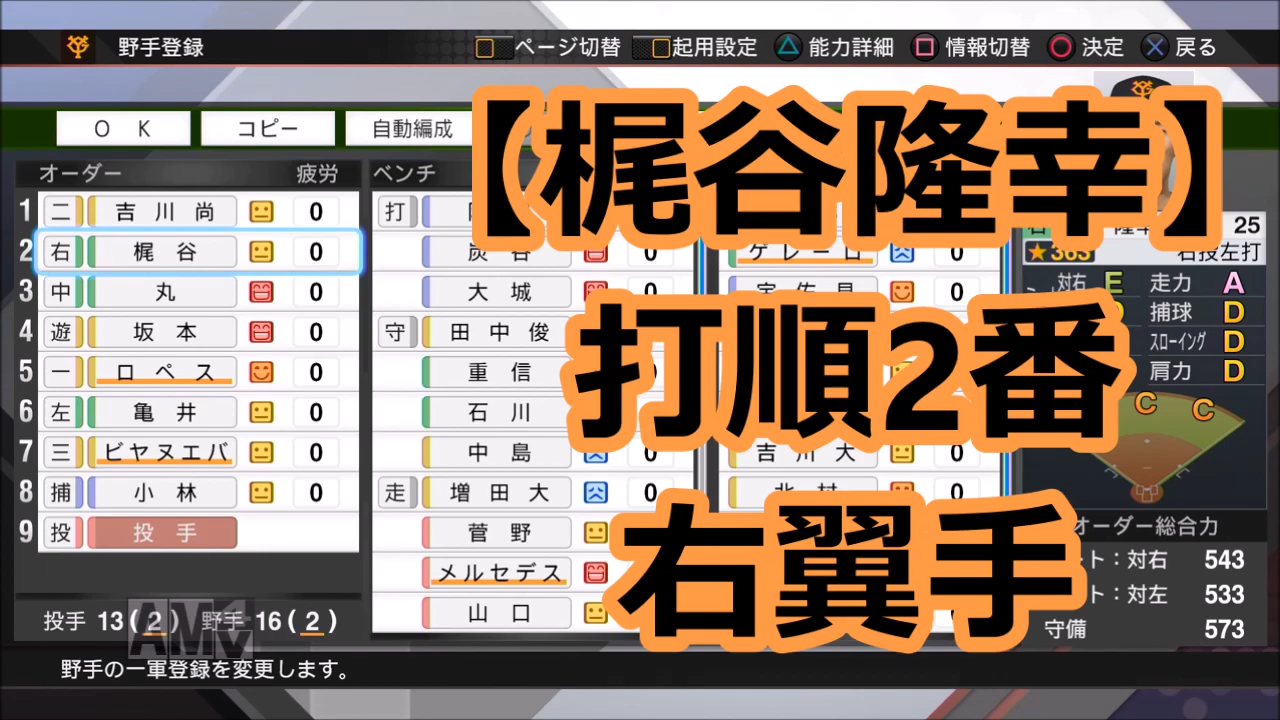 野手登録 ページ切替 起用設定 能力詳細 情報切替 決定 戻る
OK コピー 自動編成
【梶谷隆幸】
打順2番
右翼手
オーダー 疲労 ベンチ
1 二 吉川尚 0
2 右 梶谷 0
3 中 丸 0
4 遊 坂本 0
5 一 ロペス 0
6 左 亀井 0
7 三 ビヤヌエバ 0
8 捕 小林 0
9 投 投手
打
炭谷 0
大城
守 田中俊
重信
石川
中島 0
走 増田大 0
菅野
メルセデス
山口
ゲレーロ 0
宇佐見 0
吉川大 0
北村 0
25
右投左打
対右 E 走力 A
捕球 D
スローイング D
肩力 D
C C
オーダー総合力
ト：対右 543
ト：対左 533
守備 573
投手 13(2) 野手 16(2)
野手の一軍登録を変更します。